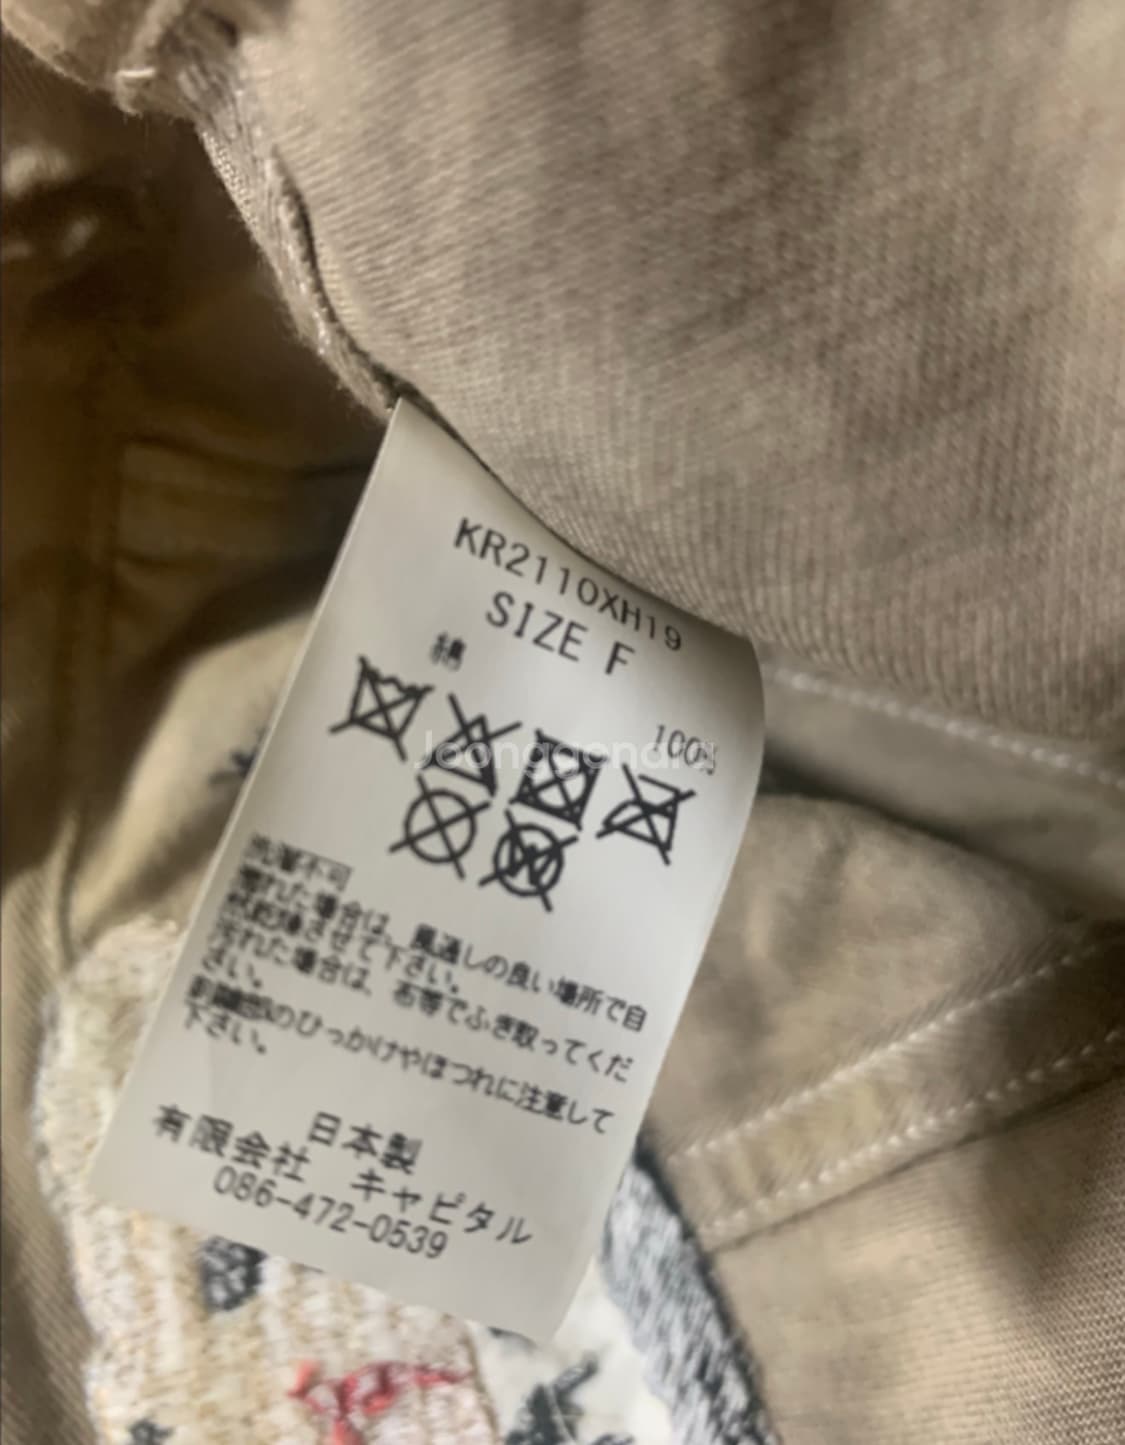 KR2110XH19
SIZE F
綿 100%
洗濯不可
濡れた場合は、風通しの良い場所で自
然乾燥させて下さい。
汚れた場合は、布等でふき取ってくだ
さい。
刺繍部のひっかけやほつれに注意して
下さい。
日本製
有限会社 キャピタル
086-472-0539
Joonggonara